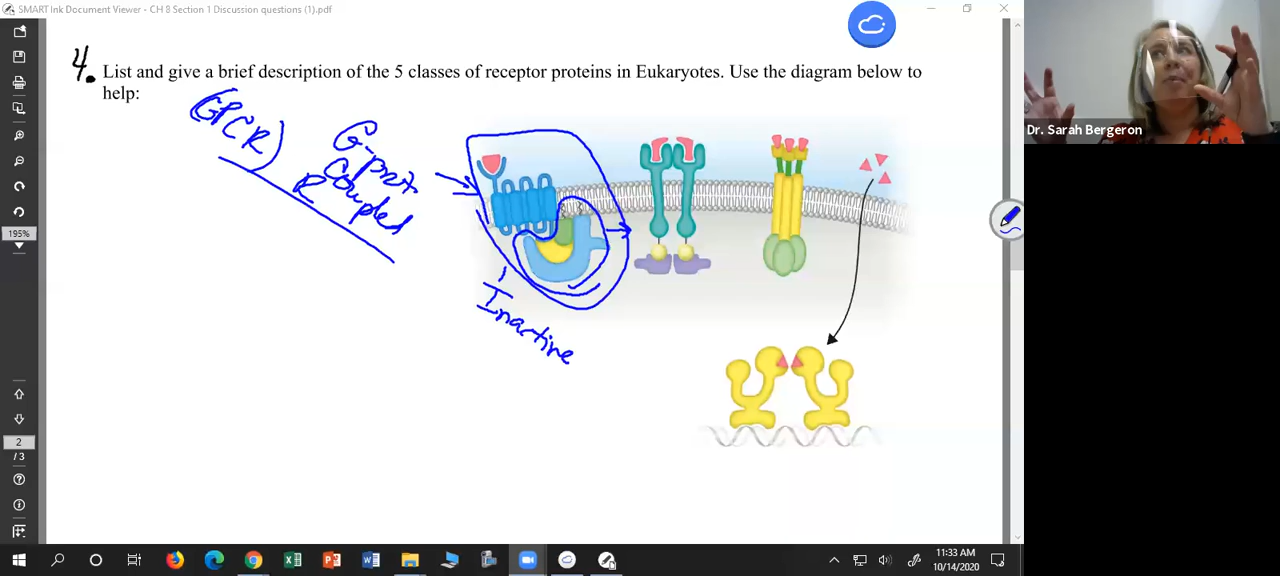 SMART Ink Document Viewer - CH 8 Section 1 Discussion questions (1).pdf
4. List and give a brief description of the 5 classes of receptor proteins in Eukaryotes. Use the diagram below to
help:
(GPCR)
G-prot
Coupled
R
Inactive
Dr. Sarah Bergeron
195%
2
/ 3
11:33 AM
10/14/2020